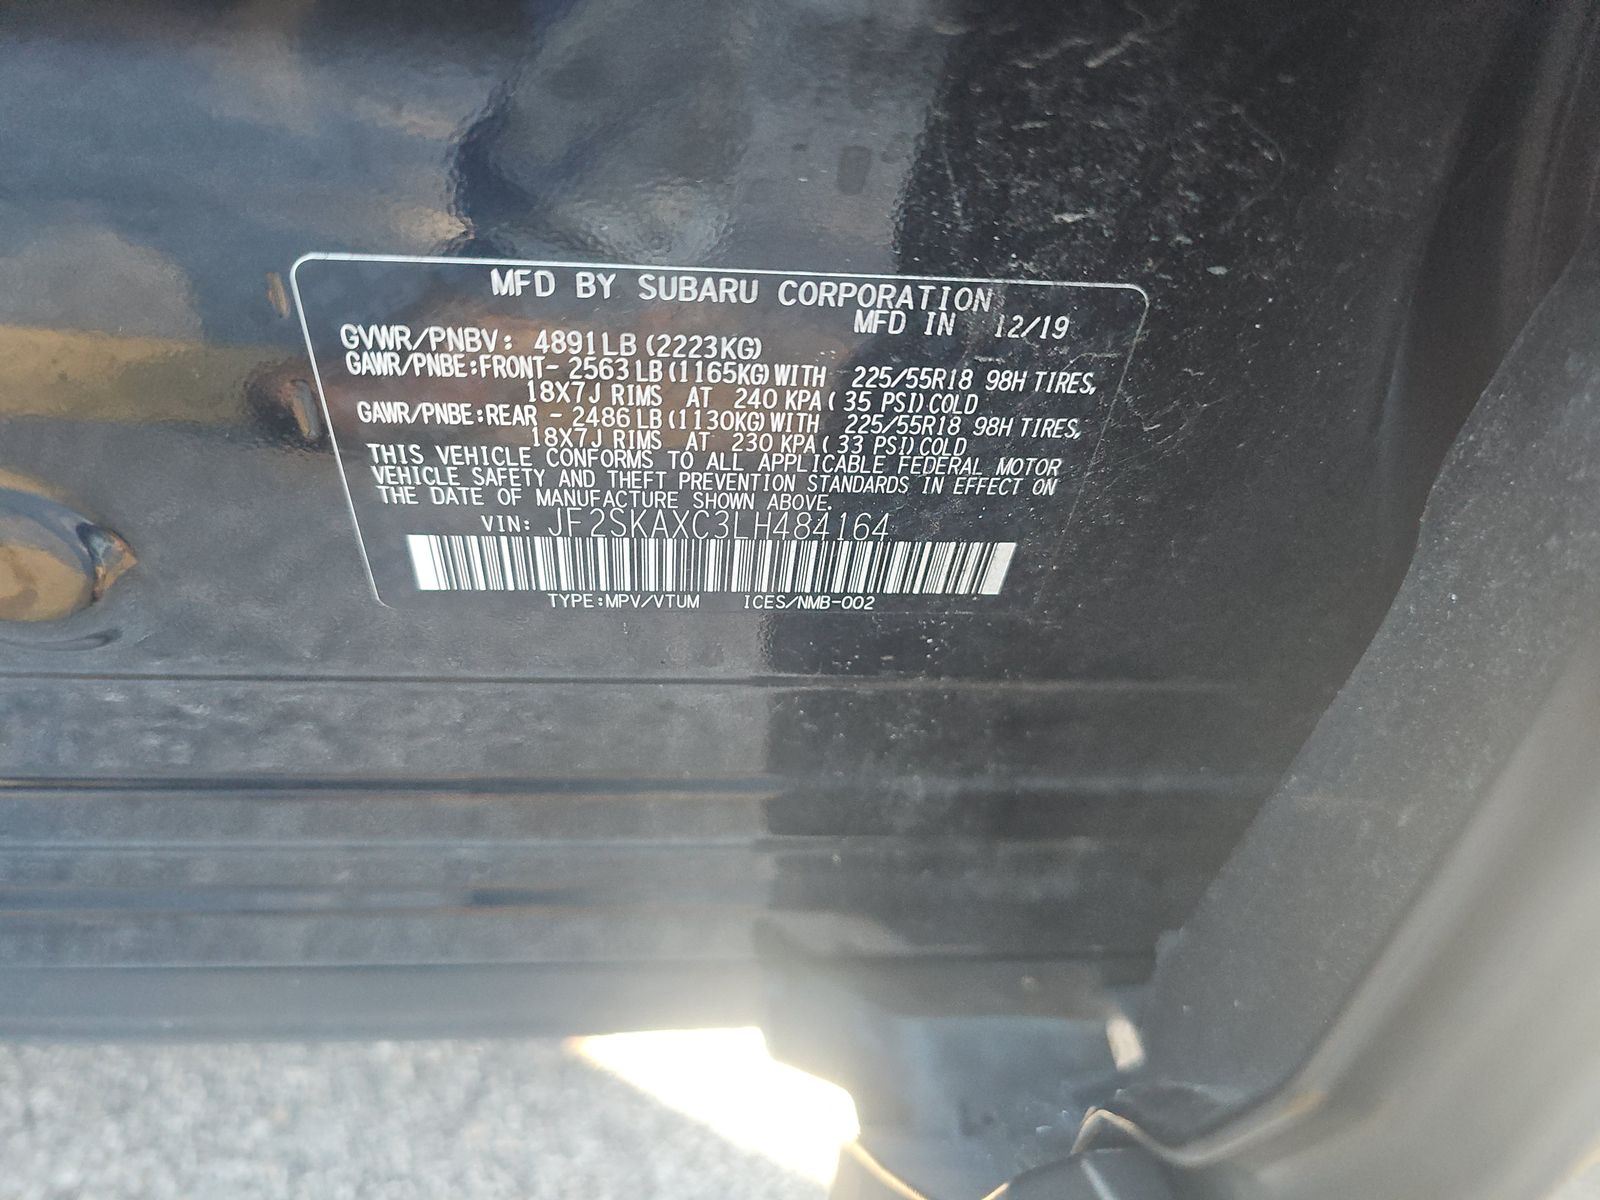 MFD BY SUBARU CORPORATION
MFD IN 12/19
GVWR/PNBV: 4891LB (2223KG)
GAWR/PNBE:FRONT- 2563LB (1165KG) WITH 225/55R18 98H TIRES,
18X7J RIMS AT 240 KPA ( 35 PSI) COLD
GAWR/PNBE:REAR - 2486LB (1130KG) WITH 225/55R18 98H TIRES,
18X7J RIMS AT 230 KPA ( 33 PSI) COLD
THIS VEHICLE CONFORMS TO ALL APPLICABLE FEDERAL MOTOR
VEHICLE SAFETY AND THEFT PREVENTION STANDARDS IN EFFECT ON
THE DATE OF MANUFACTURE SHOWN ABOVE.
VIN: JF2SKAXC3LH484164
TYPE:MPV/VTUM ICES/NMB-002